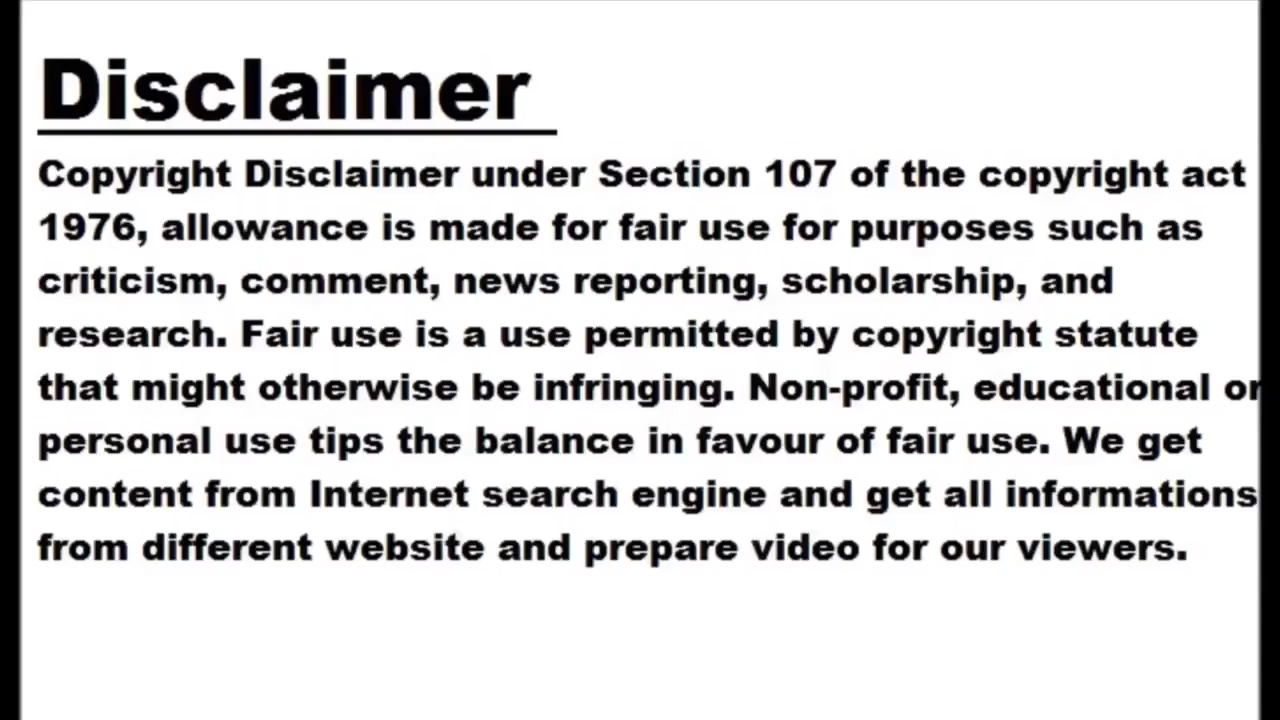 Disclaimer
Copyright Disclaimer under Section 107 of the copyright act
1976, allowance is made for fair use for purposes such as
criticism, comment, news reporting, scholarship, and
research. Fair use is a use permitted by copyright statute
that might otherwise be infringing. Non-profit, educational or
personal use tips the balance in favour of fair use. We get
content from Internet search engine and get all informations
from different website and prepare video for our viewers.